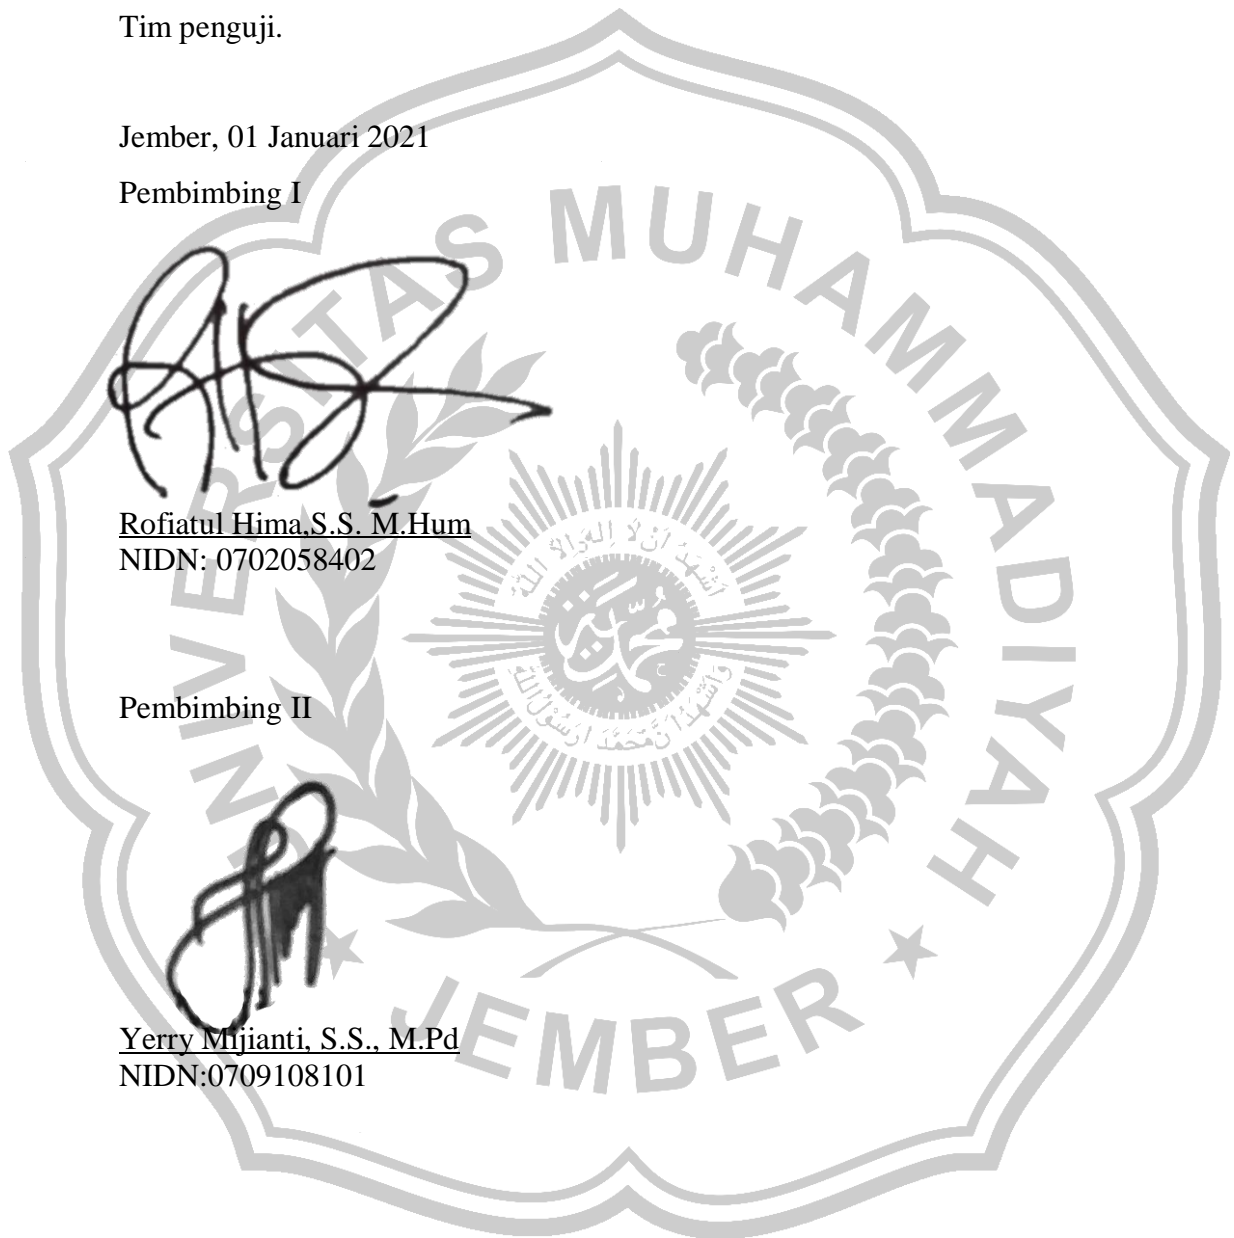 Tim penguji.
Jember, 01 Januari 2021
Pembimbing I
Rofiatul Hima,S.S. M.Hum
NIDN: 0702058402
Pembimbing II
Yerry Mijianti, S.S., M.Pd
NIDN:0709108101
UNIVERSITAS MUHAMMADIYAH
JEMBER